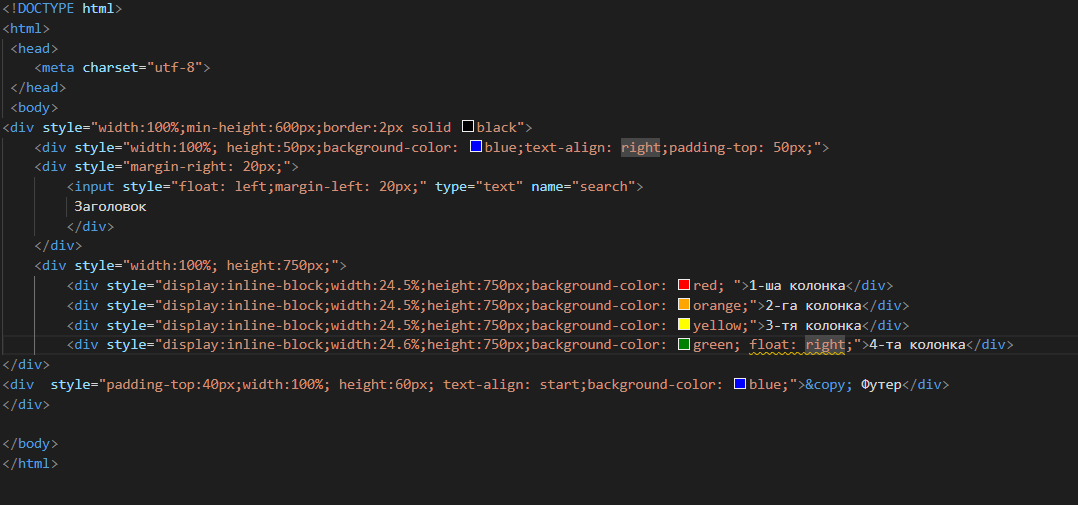 <!DOCTYPE html>
<html>
<head>
<meta charset="utf-8">
</head>
<body>
<div style="width:100%;min-height:600px;border:2px solid black">
<div style="width:100%; height:50px;background-color: blue;text-align: right;padding-top: 50px;">
<div style="margin-right: 20px;">
<input style="float: left;margin-left: 20px;" type="text" name="search">
Заголовок
</div>
</div>
<div style="width:100%; height:750px;">
<div style="display:inline-block;width:24.5%;height:750px;background-color: red; ">1-ша колонка</div>
<div style="display:inline-block;width:24.5%;height:750px;background-color: orange;">2-га колонка</div>
<div style="display:inline-block;width:24.5%;height:750px;background-color: yellow;">3-тя колонка</div>
<div style="display:inline-block;width:24.6%;height:750px;background-color: green; float: right;">4-та колонка</div>
</div>
<div  style="padding-top:40px;width:100%; height:60px; text-align: start;background-color: blue;">&copy; Футер</div>
</div>
</body>
</html>